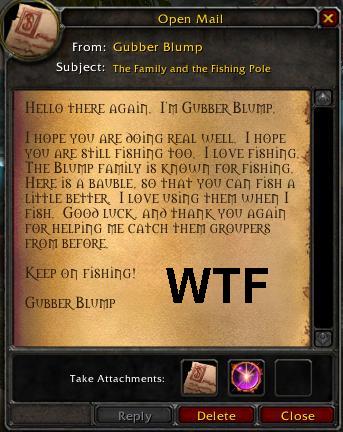 Open Mail
From: Gubber Blump
Subject: The Family and the Fishing Pole
Hello there again. I'm Gubber Blump.
I hope you are doing real well. I hope
you are still fishing too. I love fishing.
The Blump family is known for fishing.
Here is a bauble, so that you can fish a
little better. I love using them when I
fish. Good luck, and thank you again
for helping me catch them groupers
from before.
Keep on fishing!
WTF
Gubber Blump
Take Attachments:
Reply Delete Close